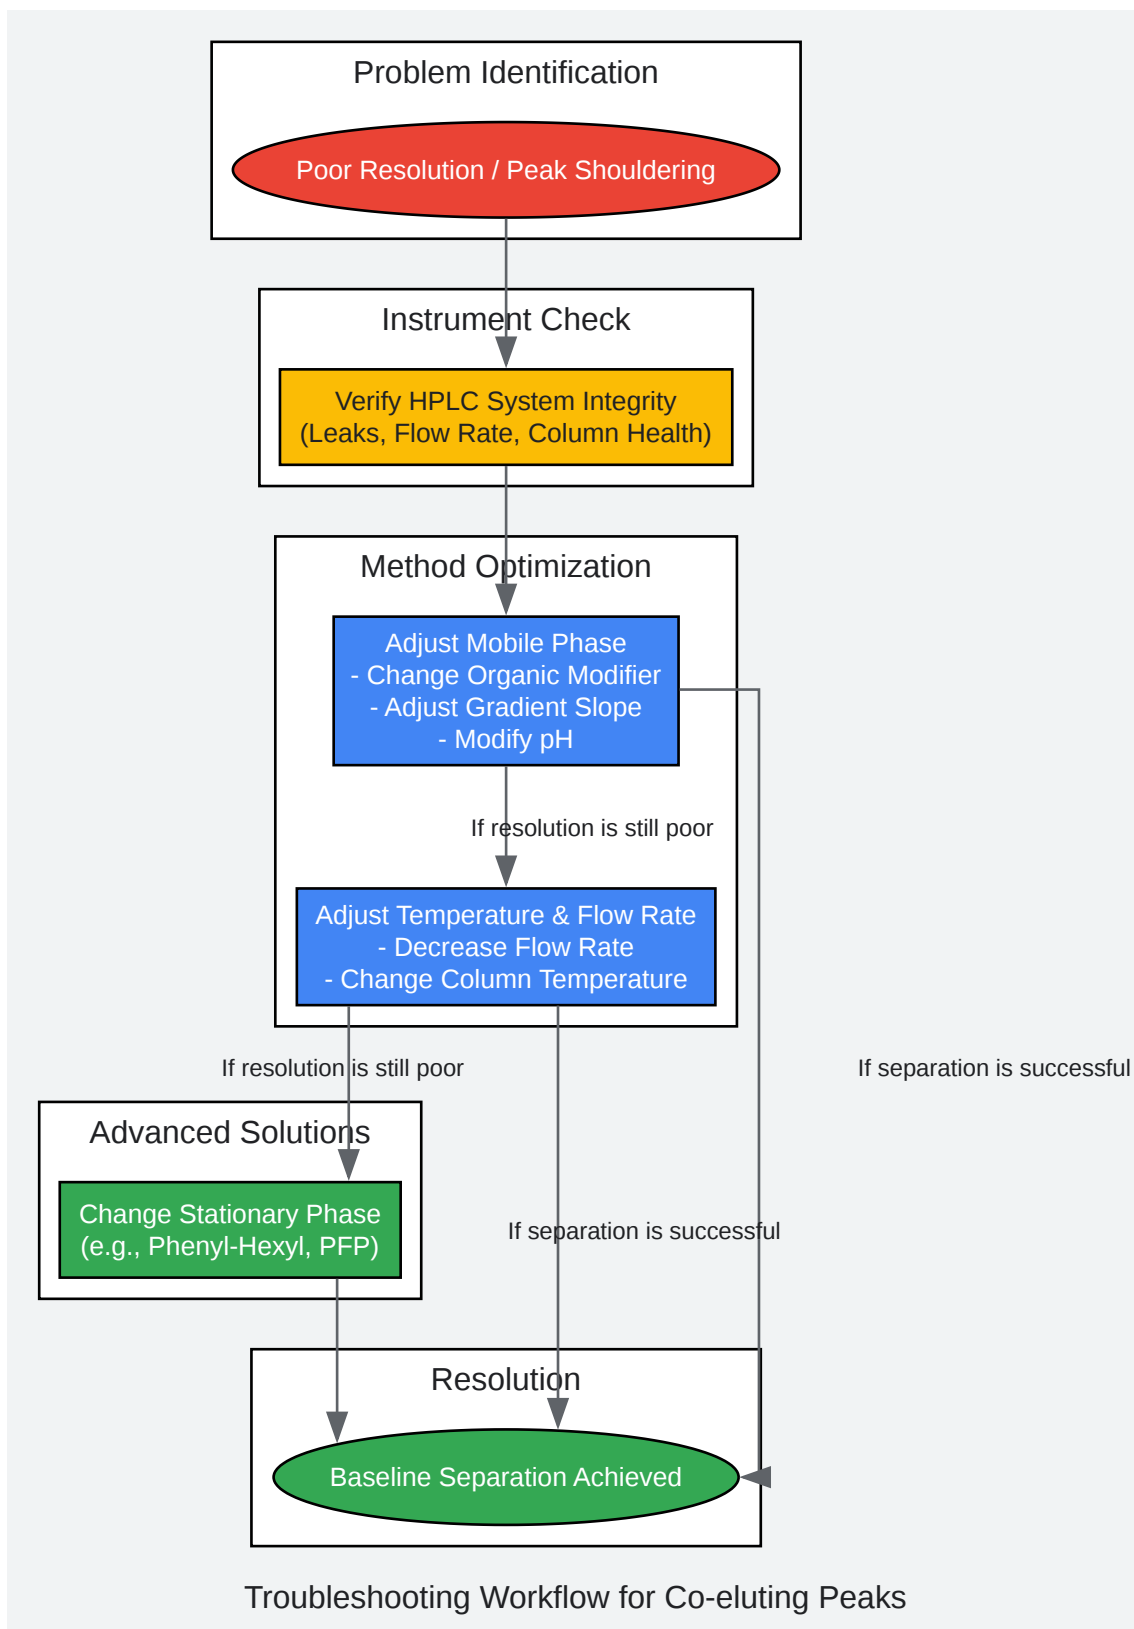 Problem Identification
Poor Resolution / Peak Shouldering
Instrument Check
Verify HPLC System Integrity
(Leaks, Flow Rate, Column Health)
Method Optimization
Adjust Mobile Phase
- Change Organic Modifier
- Adjust Gradient Slope
- Modify pH
If resolution is still poor
Adjust Temperature & Flow Rate
- Decrease Flow Rate
- Change Column Temperature
If resolution is still poor
If separation is successful
Advanced Solutions
Change Stationary Phase
(e.g., Phenyl-Hexyl, PFP)
If separation is successful
Resolution
Baseline Separation Achieved
Troubleshooting Workflow for Co-eluting Peaks